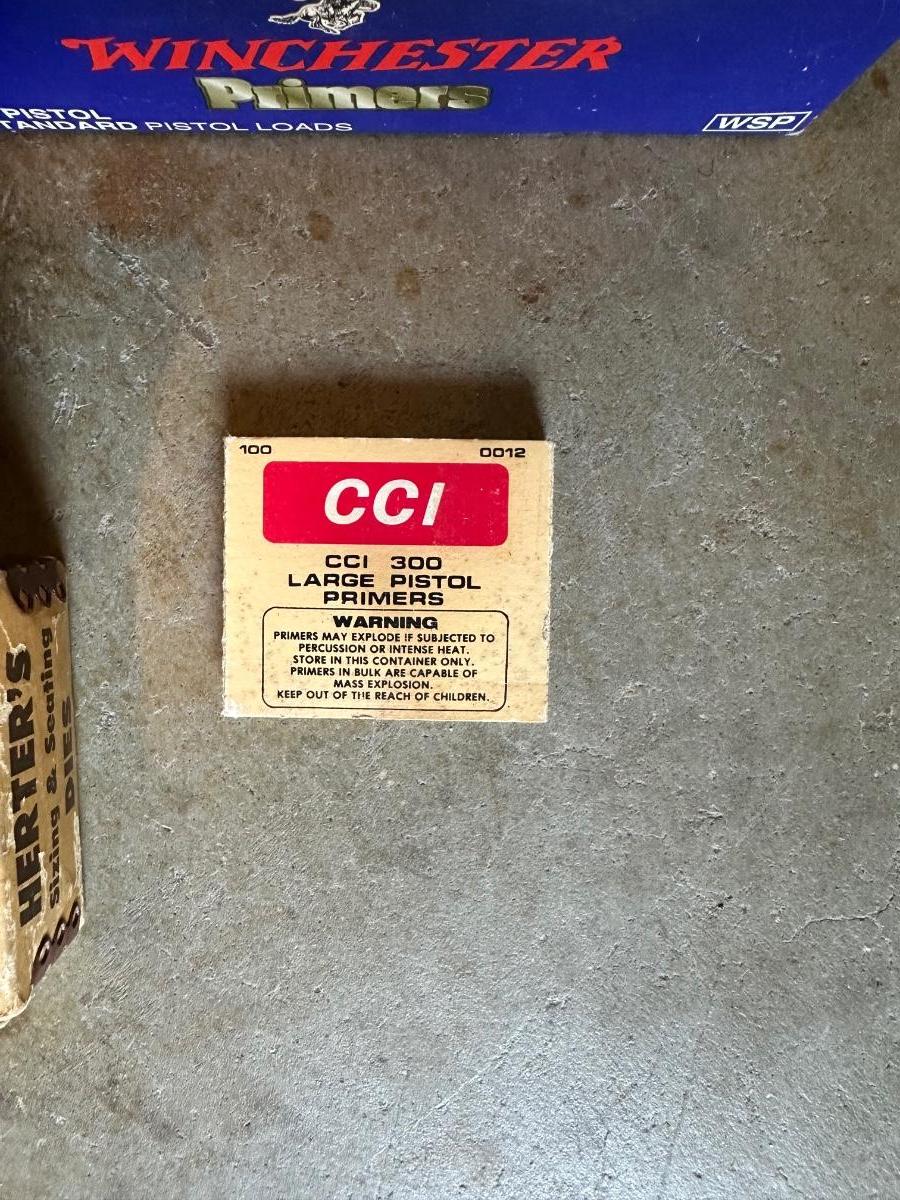 WINCHESTER
Primers
PISTOL
TANDARD PISTOL LOADS
WSP
100 0012
CCI
CCI 300
LARGE PISTOL
PRIMERS
WARNING
PRIMERS MAY EXPLODE IF SUBJECTED TO
PERCUSSION OR INTENSE HEAT.
STORE IN THIS CONTAINER ONLY.
PRIMERS IN BULK ARE CAPABLE OF
MASS EXPLOSION.
KEEP OUT OF THE REACH OF CHILDREN.
HERTER'S
Sizing & Seating
DIES